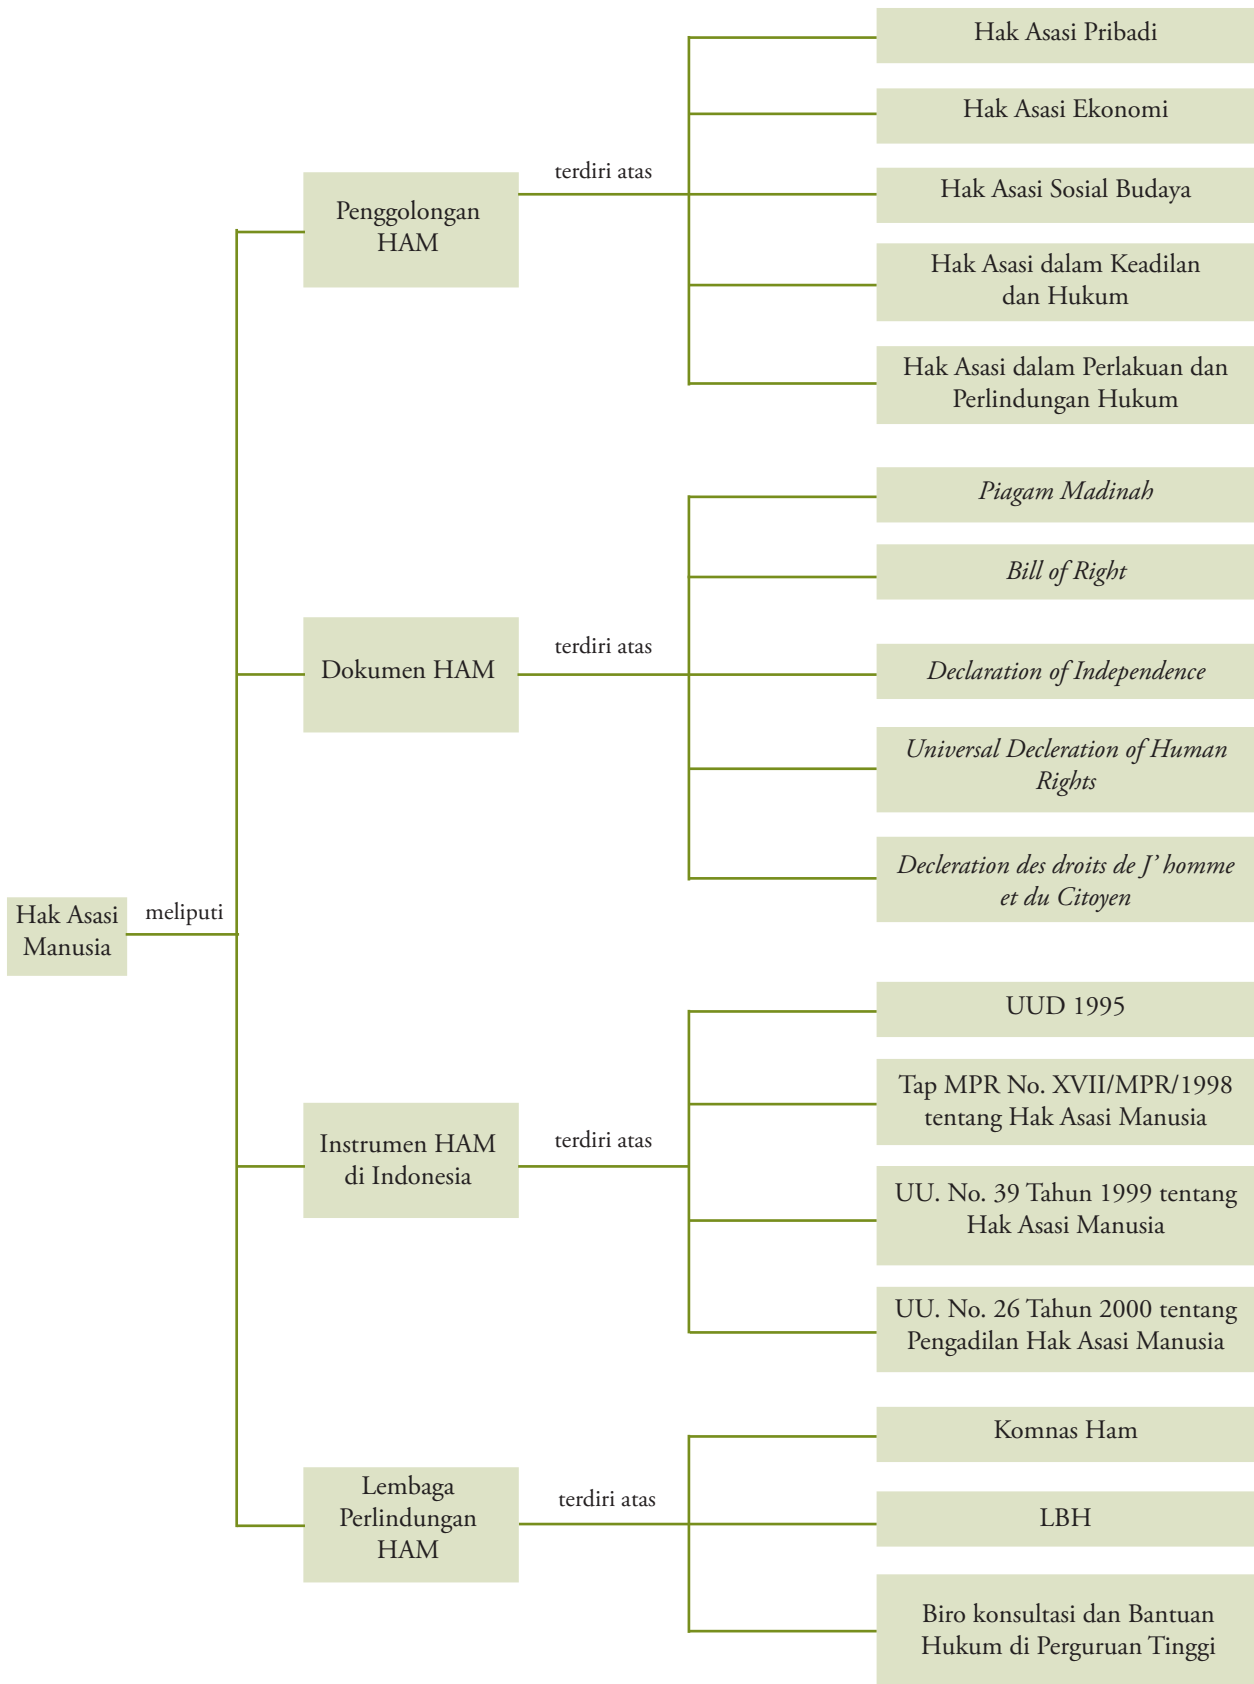 Hak Asasi
Manusia
meliputi
Penggolongan
HAM
terdiri atas
Hak Asasi Pribadi
Hak Asasi Ekonomi
Hak Asasi Sosial Budaya
Hak Asasi dalam Keadilan
dan Hukum
Hak Asasi dalam Perlakuan dan
Perlindungan Hukum
Dokumen HAM
terdiri atas
Piagam Madinah
Bill of Right
Declaration of Independence
Universal Decleration of Human
Rights
Decleration des droits de J’ homme
et du Citoyen
Instrumen HAM
di Indonesia
terdiri atas
UUD 1995
Tap MPR No. XVII/MPR/1998
tentang Hak Asasi Manusia
UU. No. 39 Tahun 1999 tentang
Hak Asasi Manusia
UU. No. 26 Tahun 2000 tentang
Pengadilan Hak Asasi Manusia
Lembaga
Perlindungan
HAM
terdiri atas
Komnas Ham
LBH
Biro konsultasi dan Bantuan
Hukum di Perguruan Tinggi